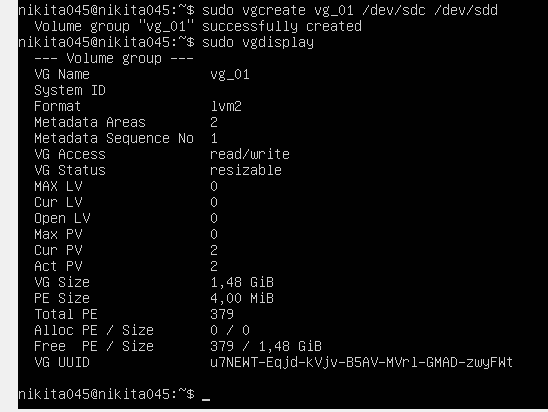 nikita045@nikita045:~$ sudo vgcreate vg_01 /dev/sdc /dev/sdd
  Volume group "vg_01" successfully created
nikita045@nikita045:~$ sudo vgdisplay
  --- Volume group ---
  VG Name               vg_01
  System ID
  Format                lvm2
  Metadata Areas        2
  Metadata Sequence No  1
  VG Access             read/write
  VG Status             resizable
  MAX LV                0
  Cur LV                0
  Open LV               0
  Max PV                0
  Cur PV                2
  Act PV                2
  VG Size               1,48 GiB
  PE Size               4,00 MiB
  Total PE              379
  Alloc PE / Size       0 / 0
  Free  PE / Size       379 / 1,48 GiB
  VG UUID               u7NEWT-Eqjd-kVjv-B5AV-MVrl-GMAD-zwyFWt
nikita045@nikita045:~$ _